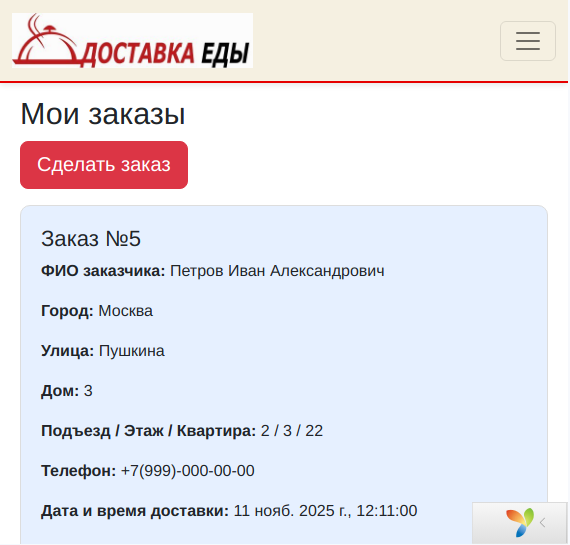 ДОСТАВКА ЕДЫ
Мои заказы
Сделать заказ
Заказ №5
ФИО заказчика: Петров Иван Александрович
Город: Москва
Улица: Пушкина
Дом: 3
Подъезд / Этаж / Квартира: 2 / 3 / 22
Телефон: +7(999)-000-00-00
Дата и время доставки: 11 нояб. 2025 г., 12:11:00